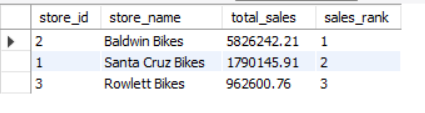 store_id store_name total_sales sales_rank
2 Baldwin Bikes 5826242.21 1
1 Santa Cruz Bikes 1790145.91 2
3 Rowlett Bikes 962600.76 3